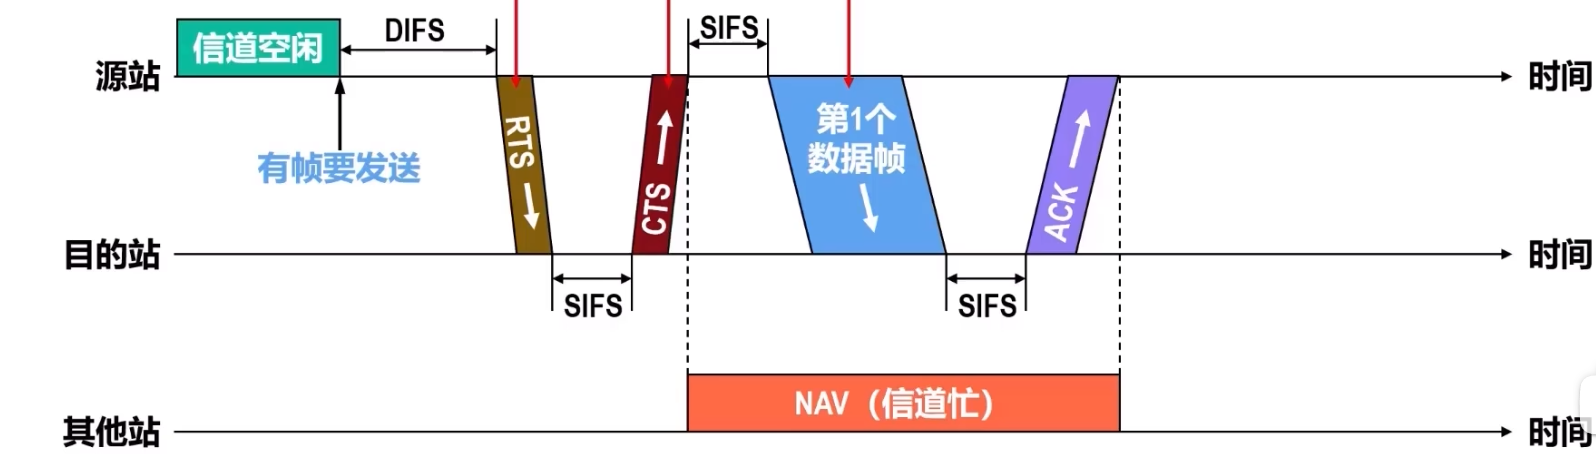 DIFS
SIFS
信道空闲
源站
时间
有帧要发送
RTS
CTS
第1个
数据帧
ACK
目的站
时间
SIFS
SIFS
NAV（信道忙）
其他站
时间